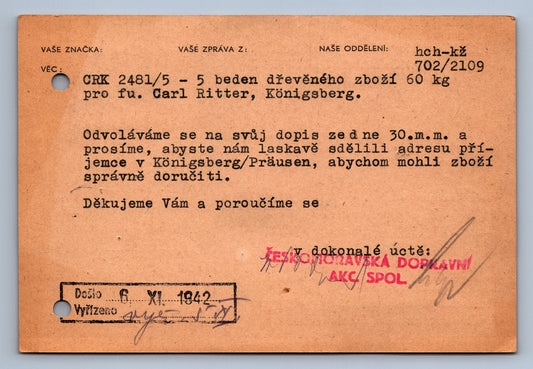 VAŠE ZNAČKA: VAŠE ZPRÁVA Z: NAŠE ODDĚLENÍ: hch-kž
VĚC: 702/2109
CRK 2481/5 - 5 beden dřevěného zboží 60 kg
pro fu. Carl Ritter, Königsberg.
Odvoláváme se na svůj dopis ze dne 30.m.m. a
prosíme, abyste nám laskavě sdělili adresu pří-
jemce v Königsberg/Präusen, abychom mohli zboží
správně doručiti.
Děkujeme Vám a poroučíme se
v dokonalé úctě:
ČESKOMORAVSKÁ DOPRAVNÍ
AKC. SPOL.
Došlo 6 XI. 1942
Vyřízeno